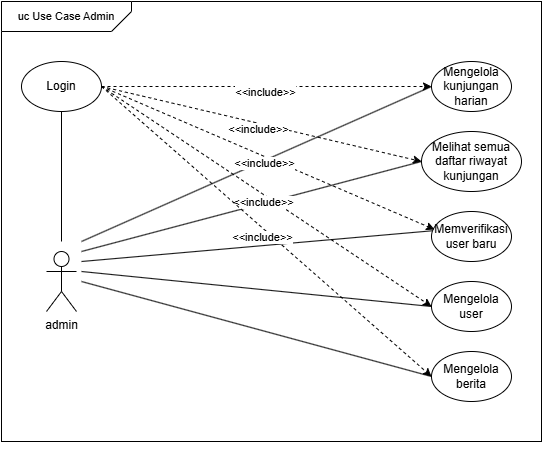 uc Use Case Admin
Login
<<include>>
Mengelola
kunjungan
harian
<<include>>
Melihat semua
daftar riwayat
kunjungan
<<include>>
<<include>>
Memverifikasi
user baru
<<include>>
admin
Mengelola
user
Mengelola
berita